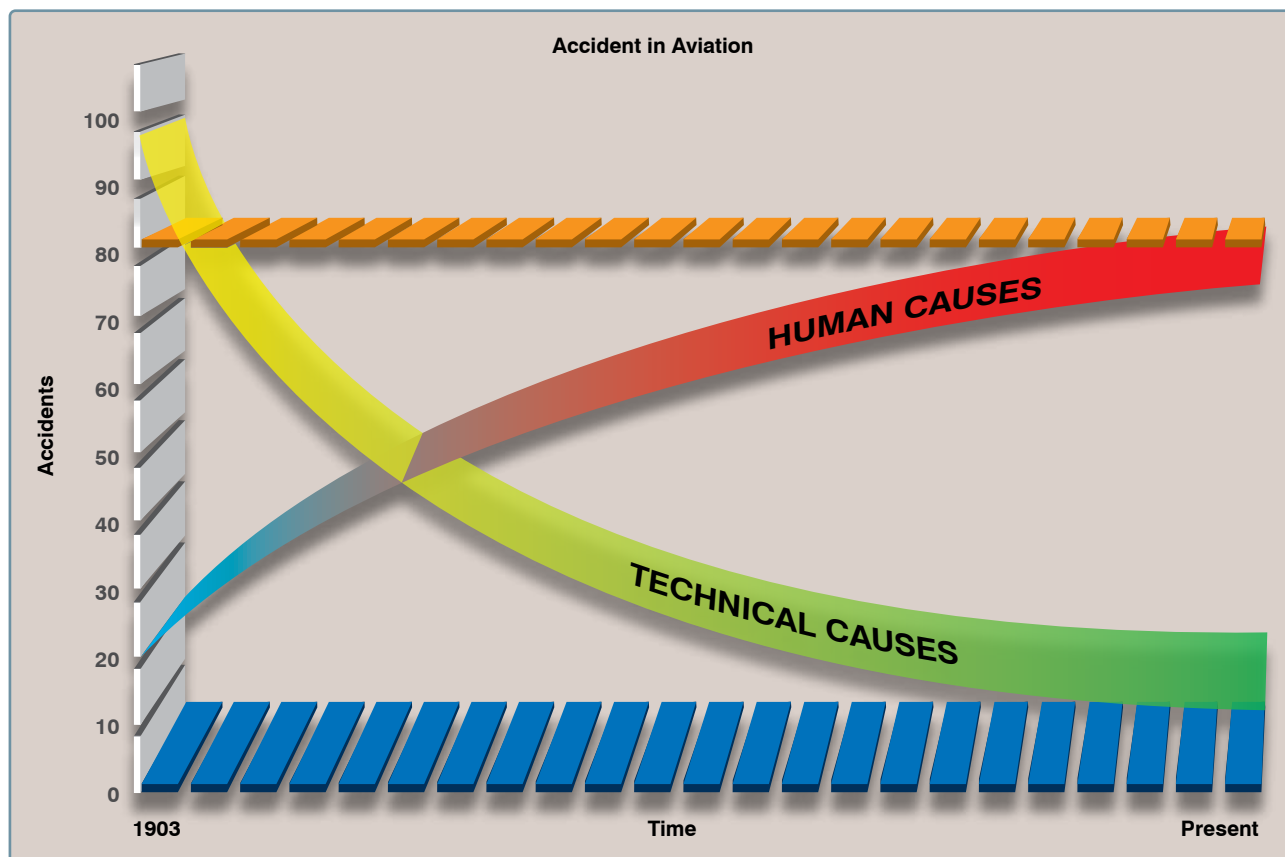 Accident in Aviation
Accidents
100
90
80
70
60
50
40
30
20
10
0
HUMAN CAUSES
TECHNICAL CAUSES
1903
Time
Present